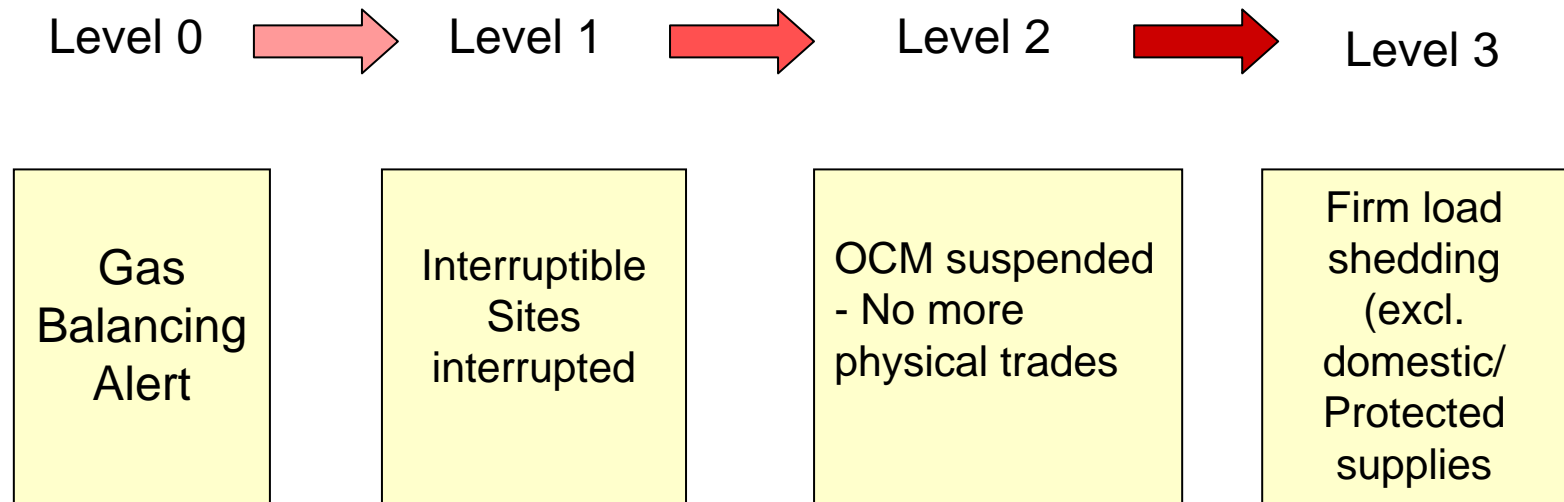 Level 0
Level 1
Level 2
Level 3
Gas
Balancing
Alert
Interruptible
Sites
interrupted
OCM suspended
- No more
physical trades
Firm load
shedding
(excl.
domestic/
Protected
supplies